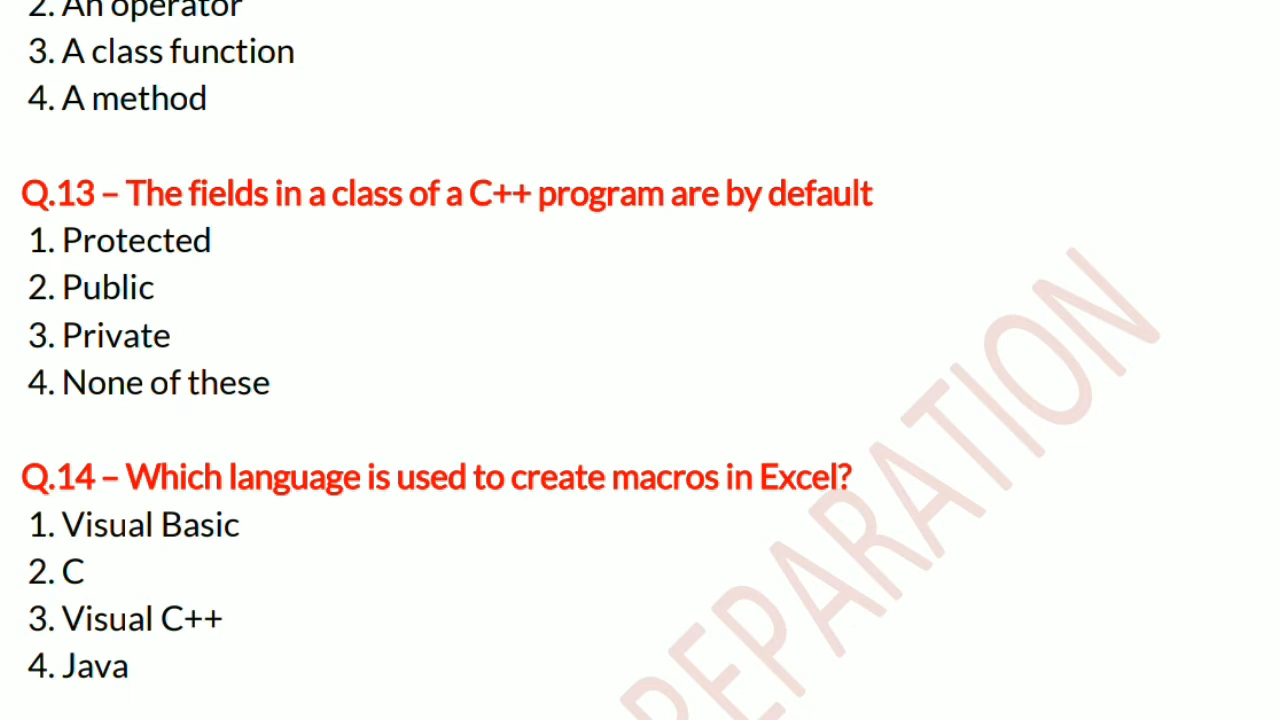 2. An operator
3. A class function
4. A method
Q.13 – The fields in a class of a C++ program are by default
1. Protected
2. Public
3. Private
4. None of these
Q.14 – Which language is used to create macros in Excel?
1. Visual Basic
2. C
3. Visual C++
4. Java
REPARATION